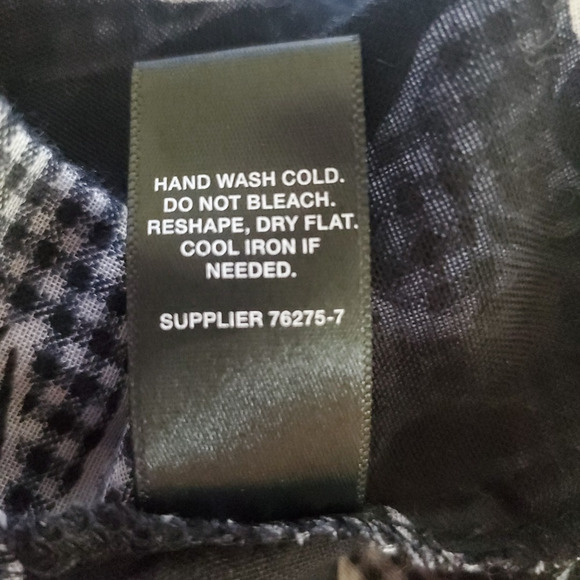 HAND WASH COLD.
DO NOT BLEACH.
RESHAPE, DRY FLAT.
COOL IRON IF
NEEDED.
SUPPLIER 76275-7